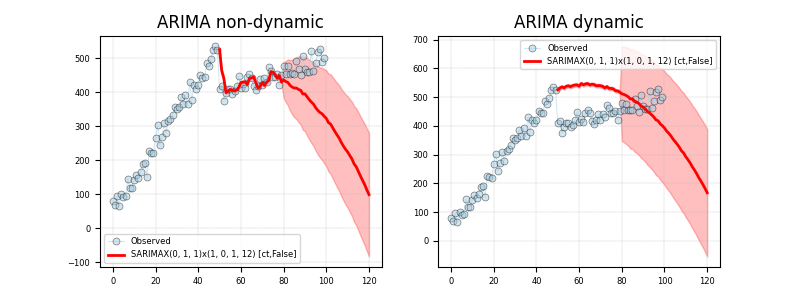 ARIMA non-dynamic
500
400
300
200
100
0
−100
0 20 40 60 80 100 120
Observed
SARIMAX(0, 1, 1)x(1, 0, 1, 12) [ct,False]
ARIMA dynamic
700
600
500
400
300
200
100
0
0 20 40 60 80 100 120
Observed
SARIMAX(0, 1, 1)x(1, 0, 1, 12) [ct,False]